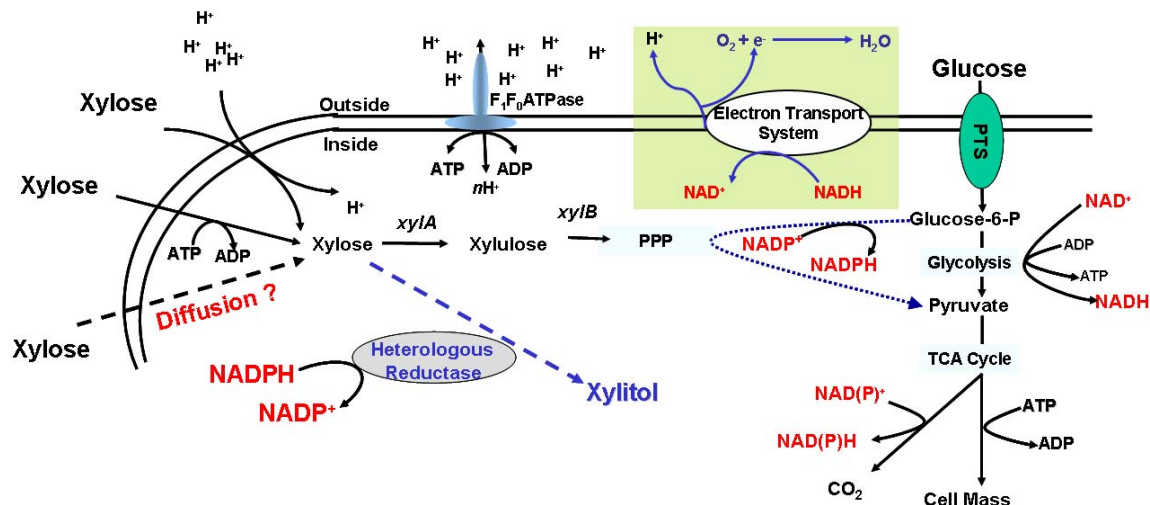 H⁺
H⁺
H⁺
H⁺
H⁺
H⁺
Xylose
H⁺
H⁺
H⁺
H⁺
H⁺
H⁺
H⁺
H⁺
F₁F₀ATPase
Outside
Inside
ATP
ADP
nH⁺
H⁺
O₂ + e⁻
H₂O
Electron Transport
System
NAD⁺
NADH
Glucose
PTS
Xylose
ATP
ADP
H⁺
Xylose
xylA
Xylulose
xylB
PPP
NADP⁺
NADPH
Glucose-6-P
NAD⁺
ADP
Glycolysis
ATP
NADH
Pyruvate
Diffusion ?
Xylose
NADPH
NADP⁺
Heterologous
Reductase
Xylitol
TCA Cycle
NAD(P)⁺
NAD(P)H
ATP
ADP
CO₂
Cell Mass